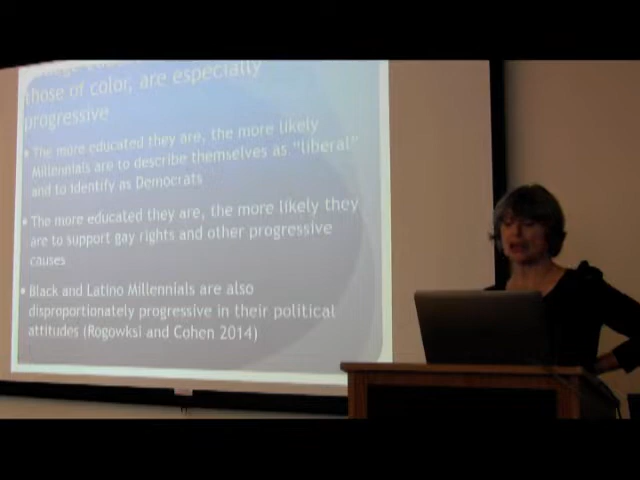 those of color, are especially
progressive
• The more educated they are, the more likely
Millennials are to describe themselves as "liberal"
and to identify as Democrats
• The more educated they are, the more likely they
are to support gay rights and other progressive
causes
• Black and Latino Millennials are also
disproportionately progressive in their political
attitudes (Rogowksi and Cohen 2014)